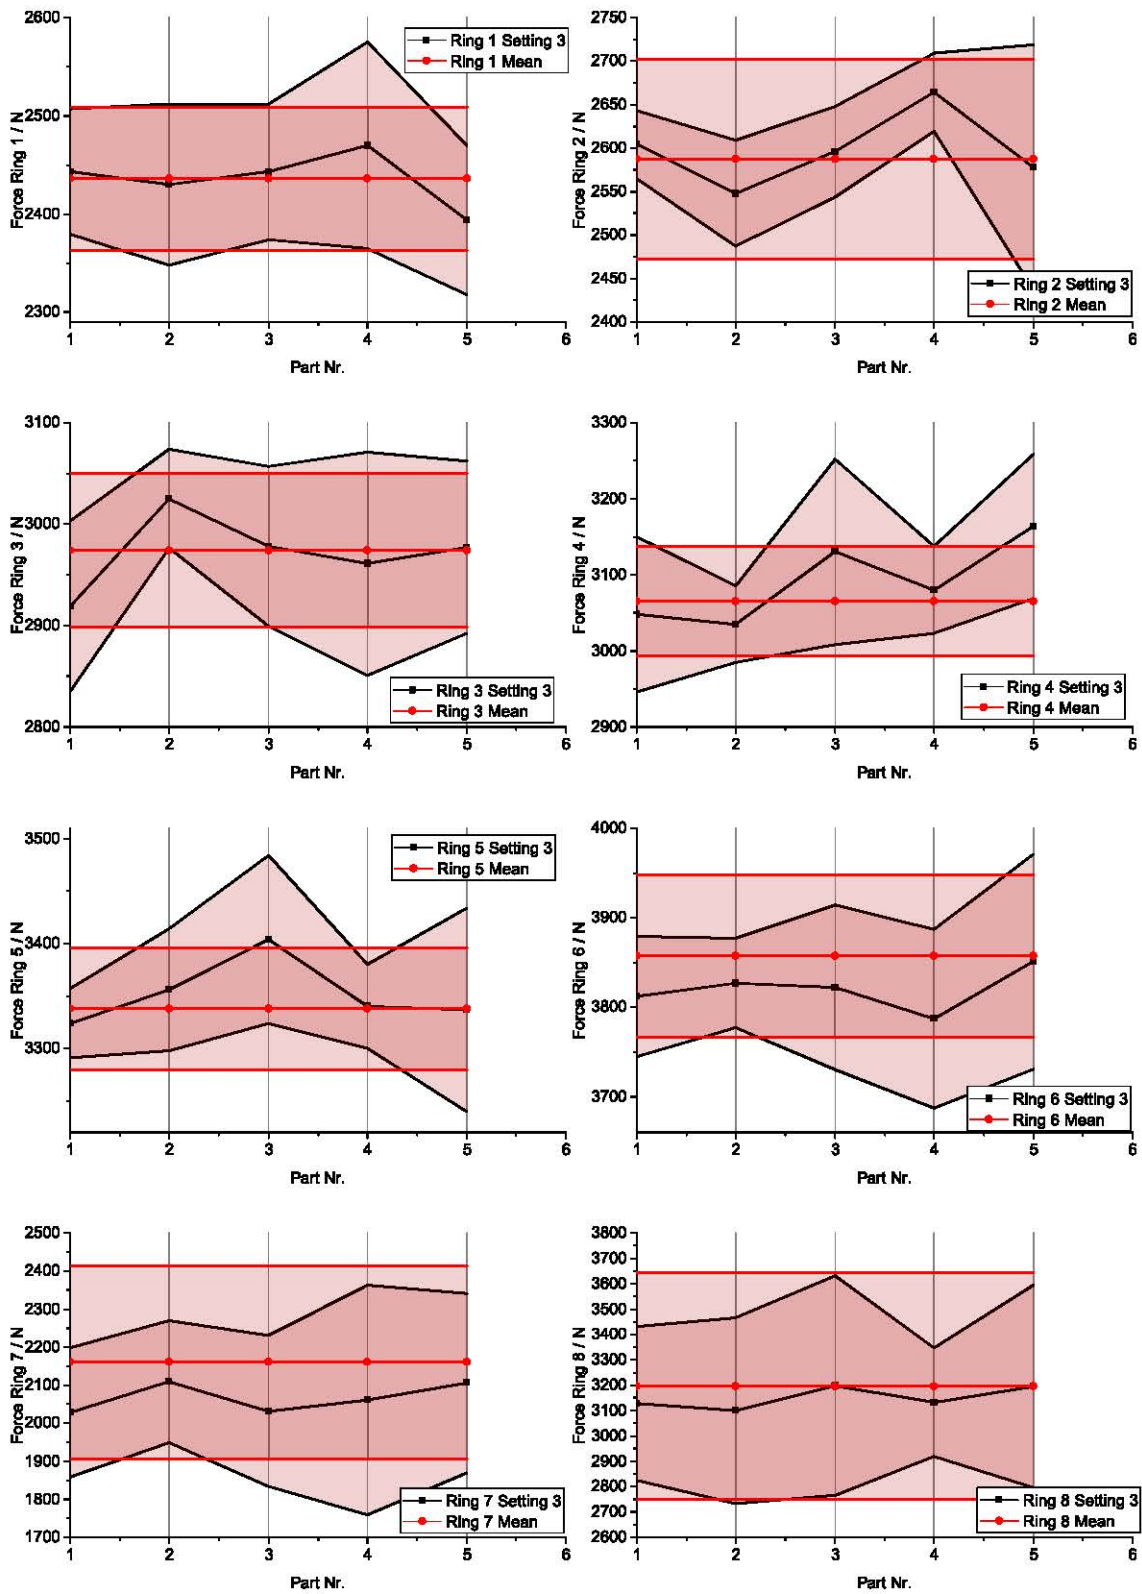 2600
2500
2400
2300
Force Ring 1 / N
Ring 1 Setting 3
Ring 1 Mean
1 2 3 4 5 6
Part Nr.
2750
2700
2650
2600
2550
2500
2450
2400
Force Ring 2 / N
Ring 2 Setting 3
Ring 2 Mean
1 2 3 4 5 6
Part Nr.
3100
3000
2900
2800
Force Ring 3 / N
Ring 3 Setting 3
Ring 3 Mean
1 2 3 4 5 6
Part Nr.
3300
3200
3100
3000
2900
Force Ring 4 / N
Ring 4 Setting 3
Ring 4 Mean
1 2 3 4 5 6
Part Nr.
3500
3400
3300
Force Ring 5 / N
Ring 5 Setting 3
Ring 5 Mean
1 2 3 4 5 6
Part Nr.
4000
3900
3800
3700
Force Ring 6 / N
Ring 6 Setting 3
Ring 6 Mean
1 2 3 4 5 6
Part Nr.
2500
2400
2300
2200
2100
2000
1900
1800
1700
Force Ring 7 / N
Ring 7 Setting 3
Ring 7 Mean
1 2 3 4 5 6
Part Nr.
3800
3700
3600
3500
3400
3300
3200
3100
3000
2900
2800
2700
2600
Force Ring 8 / N
Ring 8 Setting 3
Ring 8 Mean
1 2 3 4 5 6
Part Nr.